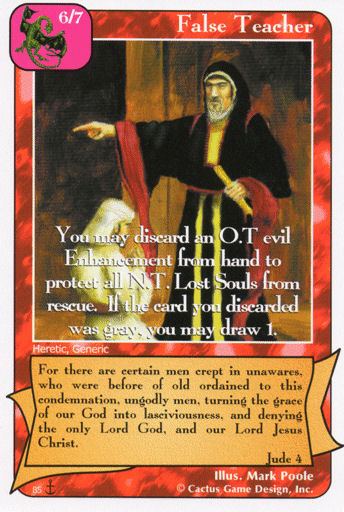 6/7
False Teacher
You may discard an O.T evil
Enhancement from hand to
protect all N.T. Lost Souls from
rescue. If the card you discarded
was gray, you may draw 1.
Heretic, Generic
For there are certain men crept in unawares,
who were before of old ordained to this
condemnation, ungodly men, turning the grace
of our God into lasciviousness, and denying
the only Lord God, and our Lord Jesus
Christ.
Jude 4
Illus. Mark Poole
© Cactus Game Design, Inc.